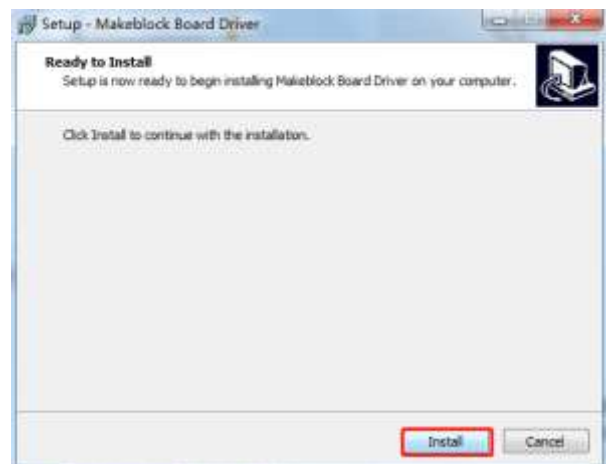 Setup - Makeblock Board Driver
Ready to Install
Setup is now ready to begin installing Makeblock Board Driver on your computer.
Click Install to continue with the installation.
Install
Cancel